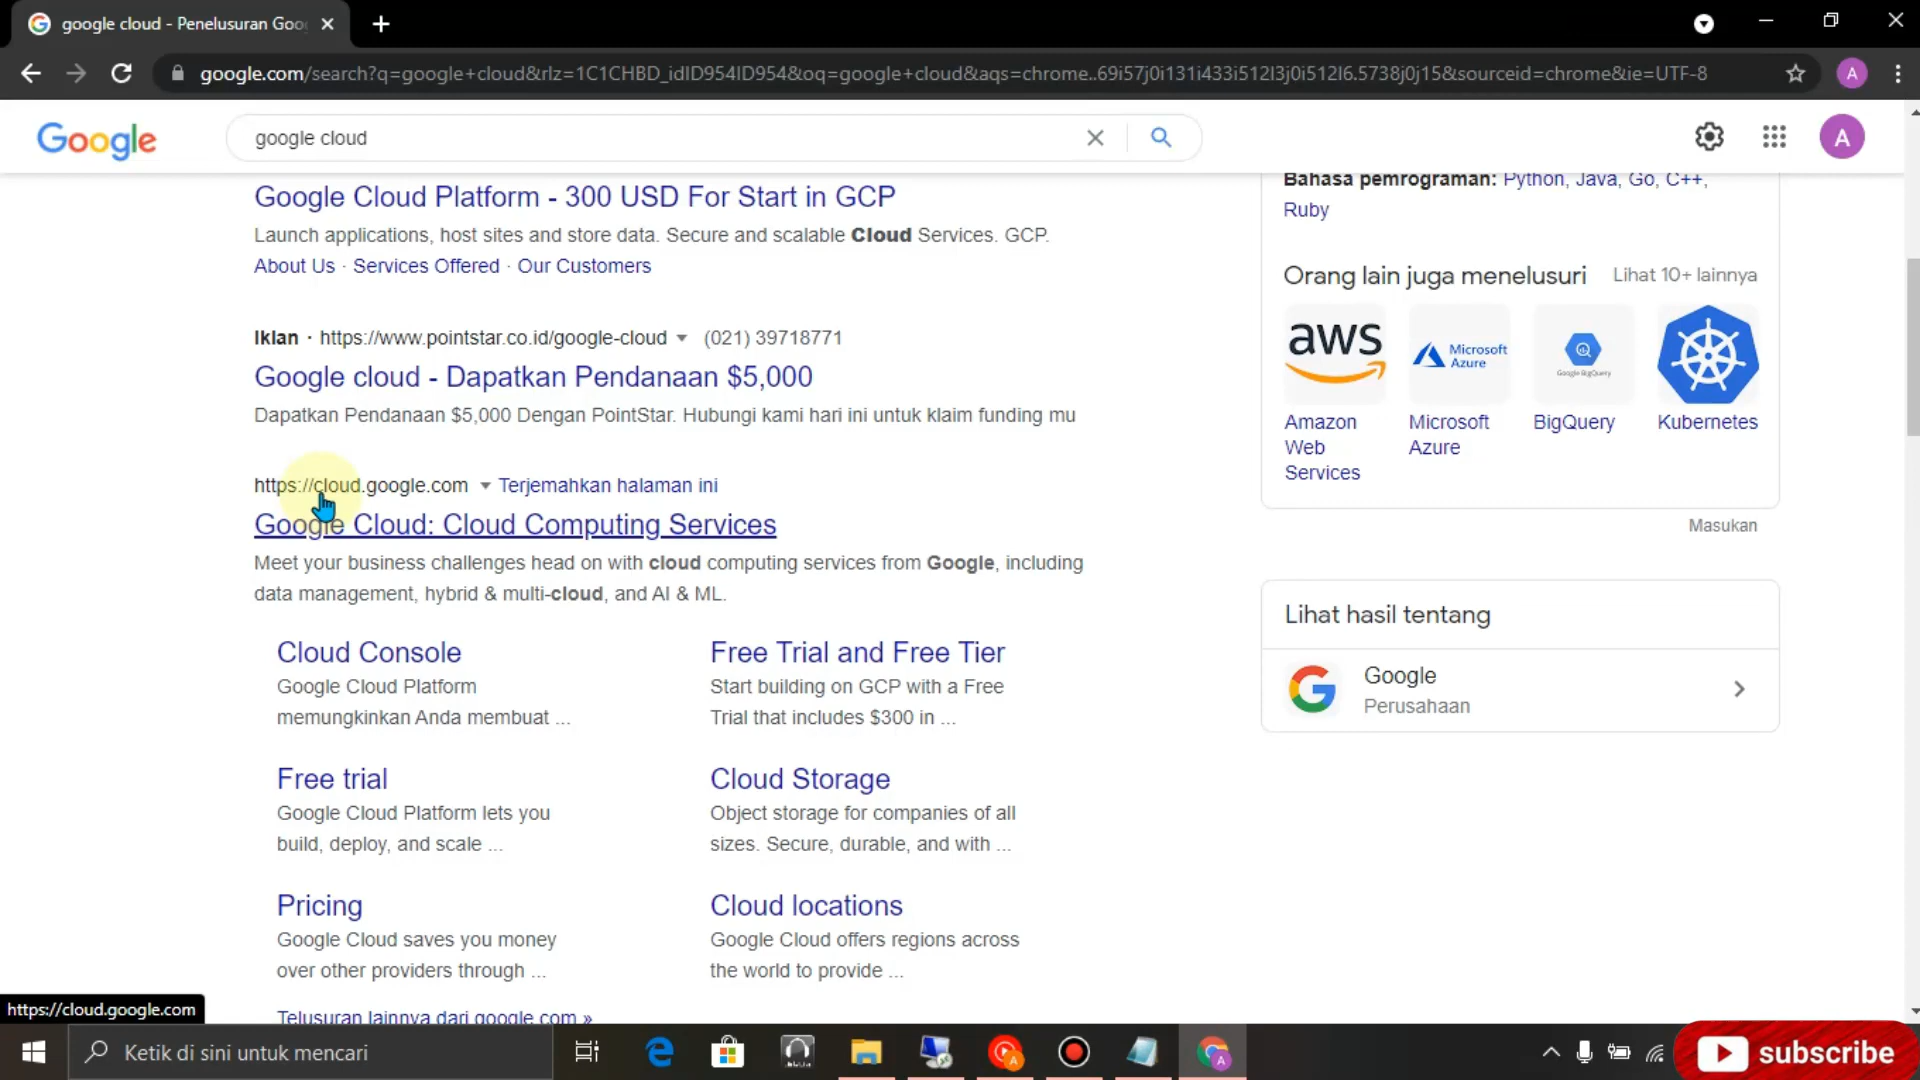 google cloud - Penelusuran Goo
google.com/search?q=google+cloud&rlz=1C1CHBD_idID954ID954&oq=google+cloud&aqs=chrome..69i57j0i131i433i512l3j0i512l6.5738j0j15&sourceid=chrome&ie=UTF-8
A
Google
google cloud
A
Google Cloud Platform - 300 USD For Start in GCP
Launch applications, host sites and store data. Secure and scalable Cloud Services. GCP.
About Us · Services Offered · Our Customers
Iklan · https://www.pointstar.co.id/google-cloud (021) 39718771
Google cloud - Dapatkan Pendanaan $5,000
Dapatkan Pendanaan $5,000 Dengan PointStar. Hubungi kami hari ini untuk klaim funding mu
https://cloud.google.com Terjemahkan halaman ini
Google Cloud: Cloud Computing Services
Meet your business challenges head on with cloud computing services from Google, including
data management, hybrid & multi-cloud, and AI & ML.
Cloud Console
Google Cloud Platform
memungkinkan Anda membuat ...
Free Trial and Free Tier
Start building on GCP with a Free
Trial that includes $300 in ...
Free trial
Google Cloud Platform lets you
build, deploy, and scale ...
Cloud Storage
Object storage for companies of all
sizes. Secure, durable, and with ...
Pricing
Google Cloud saves you money
over other providers through ...
Cloud locations
Google Cloud offers regions across
the world to provide ...
Telusuran lainnya dari google.com »
Bahasa pemrograman: Python, Java, Go, C++,
Ruby
Orang lain juga menelusuri Lihat 10+ lainnya
aws
Microsoft
Azure
Google BigQuery
Amazon
Web
Services
Microsoft
Azure
BigQuery
Kubernetes
Masukan
Lihat hasil tentang
Google
Perusahaan
https://cloud.google.com
Ketik di sini untuk mencari
A
A
subscribe